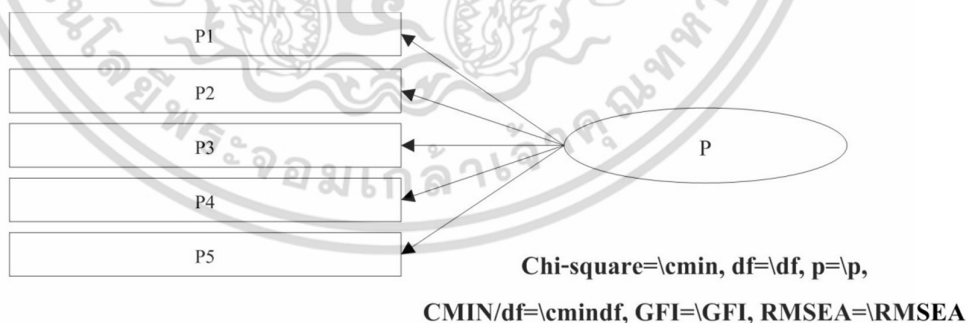 P1
P2
P3
P4
P5
P
Chi-square=\cmin, df=\df, p=\p,
CMIN/df=\cmindf, GFI=\GFI, RMSEA=\RMSEA